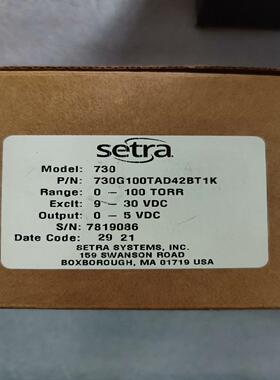 setra
Model: 730
P/N: 730G100TAD42BT1K
Range: 0 - 100 TORR
Excit: 9 - 30 VDC
Output: 0 - 5 VDC
S/N: 7819086
Date Code: 29 21
SETRA SYSTEMS, INC.
159 SWANSON ROAD
BOXBOROUGH, MA 01719 USA